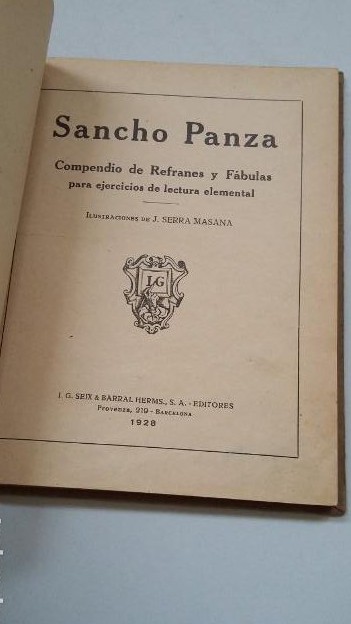 Sancho Panza
Compendio de Refranes y Fábulas
para ejercicios de lectura elemental
ILUSTRACIONES DE J. SERRA MASANA
I G
I. G. SEIX & BARRAL HERMS., S. A. - EDITORES
Provenza, 219 - BARCELONA
1928